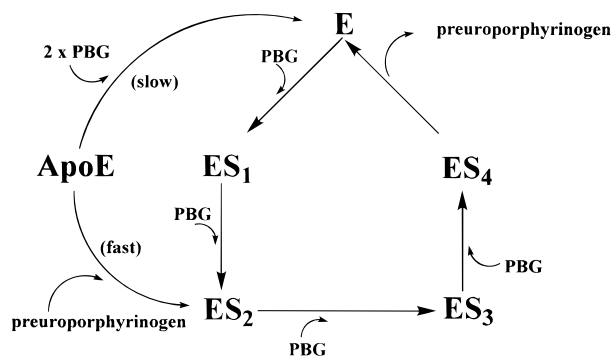 E
preuroporphyrinogen
2 x PBG
PBG
(slow)
ApoE
ES₁
ES₄
PBG
(fast)
PBG
preuroporphyrinogen
ES₂
ES₃
PBG